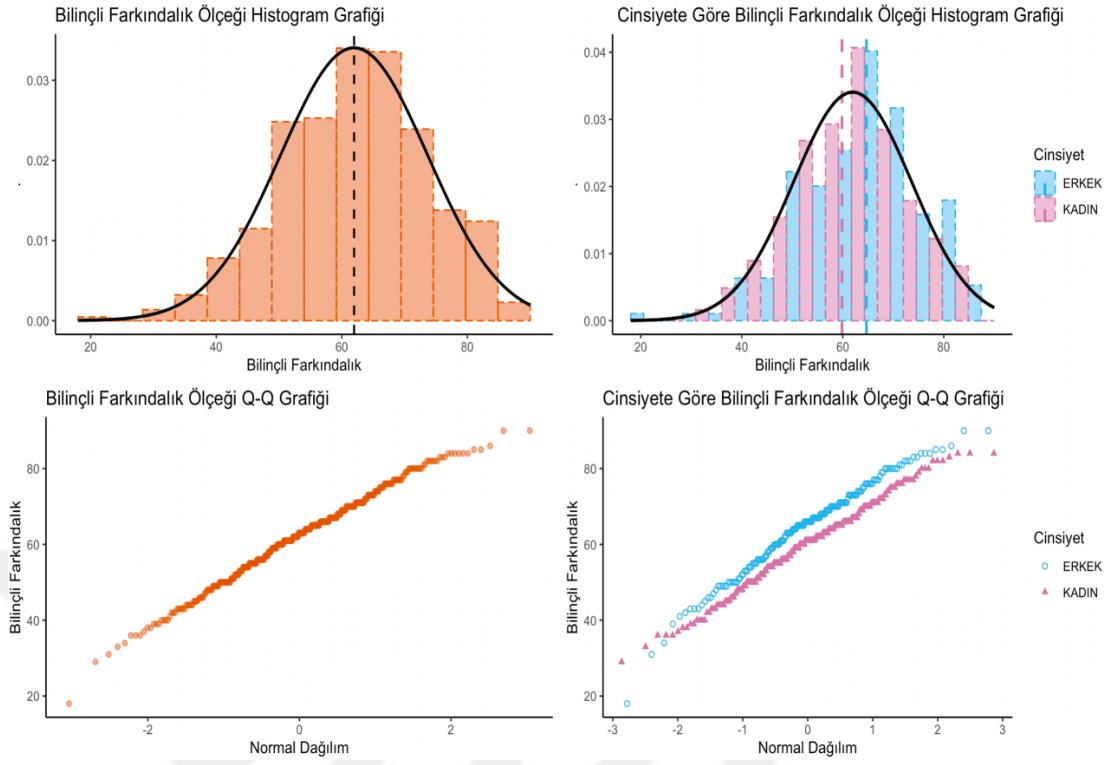 Bilinçli Farkındalık Ölçeği Histogram Grafiği
0.03
0.02
0.01
0.00
20 40 60 80
Bilinçli Farkındalık
Cinsiyete Göre Bilinçli Farkındalık Ölçeği Histogram Grafiği
0.04
0.03
0.02
0.01
0.00
20 40 60 80
Bilinçli Farkındalık
Cinsiyet
ERKEK
KADIN
Bilinçli Farkındalık Ölçeği Q-Q Grafiği
Bilinçli Farkındalık
80
60
40
20
-2 0 2
Normal Dağılım
Cinsiyete Göre Bilinçli Farkındalık Ölçeği Q-Q Grafiği
Bilinçli Farkındalık
80
60
40
20
-3 -2 -1 0 1 2 3
Normal Dağılım
Cinsiyet
ERKEK
KADIN